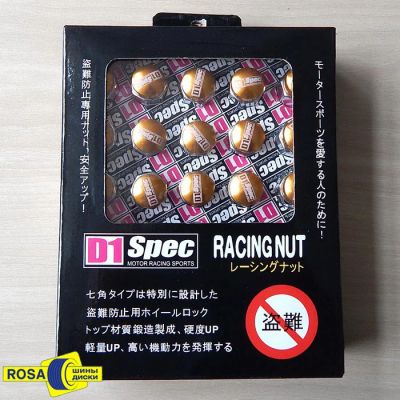 盗難防止専用ナット、安全アップ!
モータースポーツを愛する人のために!
D1 Spec
MOTOR RACING SPORTS
RACING NUT
レーシングナット
七角タイプは特別に設計した
盗難防止用ホイールロック
トップ材質鍛造製成、硬度UP
軽量UP、高い機動力を発揮する
盗難
ROSA
ШИНЫ
ДИСКИ